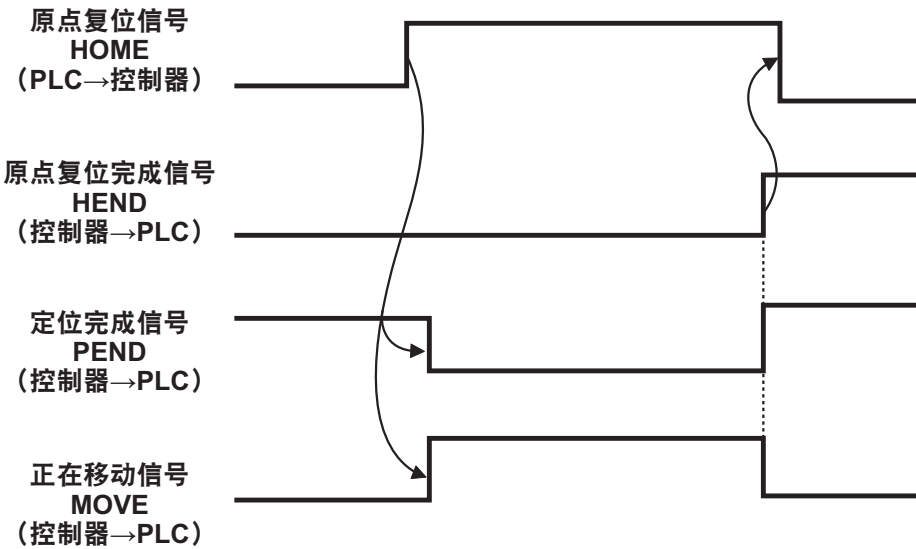 原点复位信号
HOME
（PLC→控制器）
原点复位完成信号
HEND
（控制器→PLC）
定位完成信号
PEND
（控制器→PLC）
正在移动信号
MOVE
（控制器→PLC）